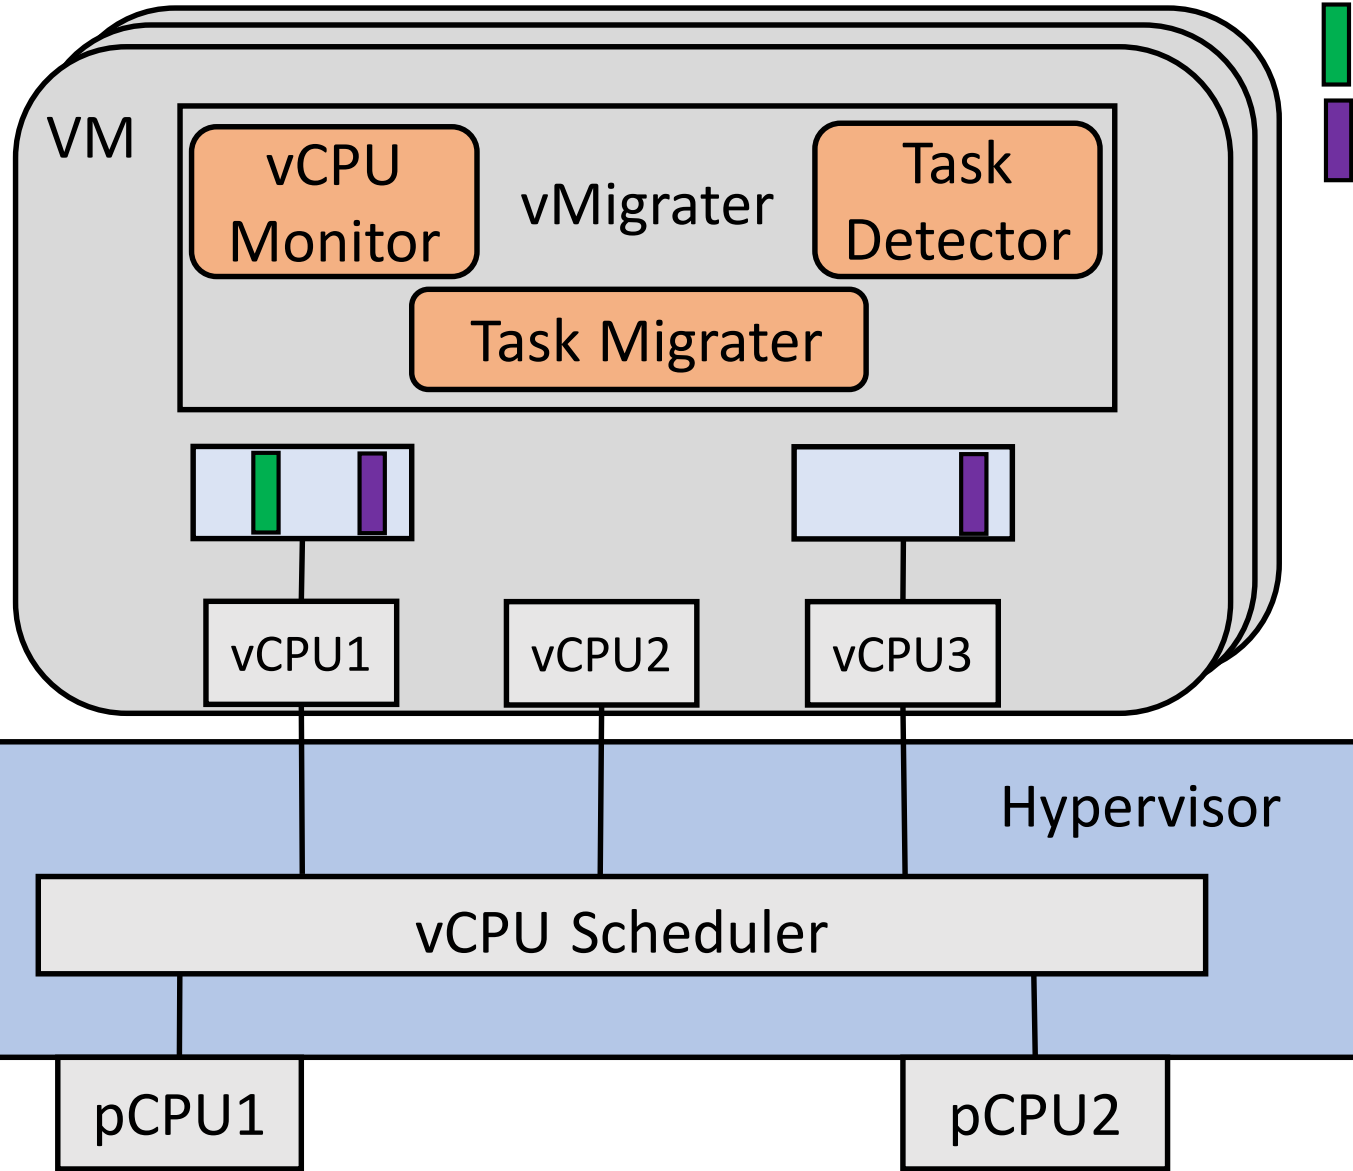 VM
vCPU
Monitor
vMigrater
Task
Detector
Task Migrater
vCPU1
vCPU2
vCPU3
Hypervisor
vCPU Scheduler
pCPU1
pCPU2